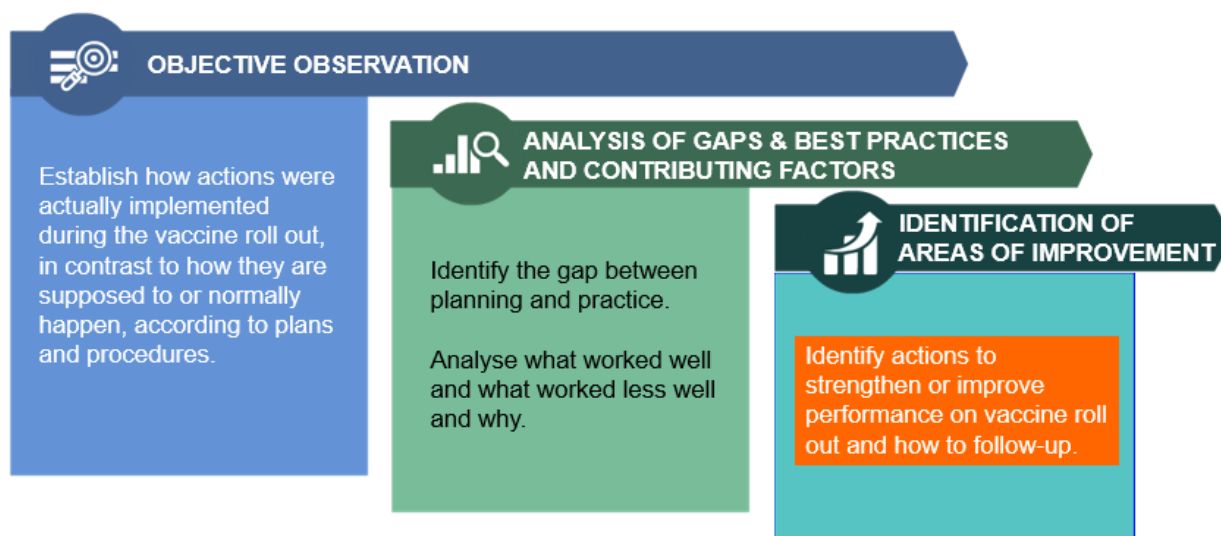 OBJECTIVE OBSERVATION
Establish how actions were
actually implemented
during the vaccine roll out,
in contrast to how they are
supposed to or normally
happen, according to plans
and procedures.
ANALYSIS OF GAPS & BEST PRACTICES
AND CONTRIBUTING FACTORS
Identify the gap between
planning and practice.
Analyse what worked well
and what worked less well
and why.
IDENTIFICATION OF
AREAS OF IMPROVEMENT
Identify actions to
strengthen or improve
performance on vaccine roll
out and how to follow-up.